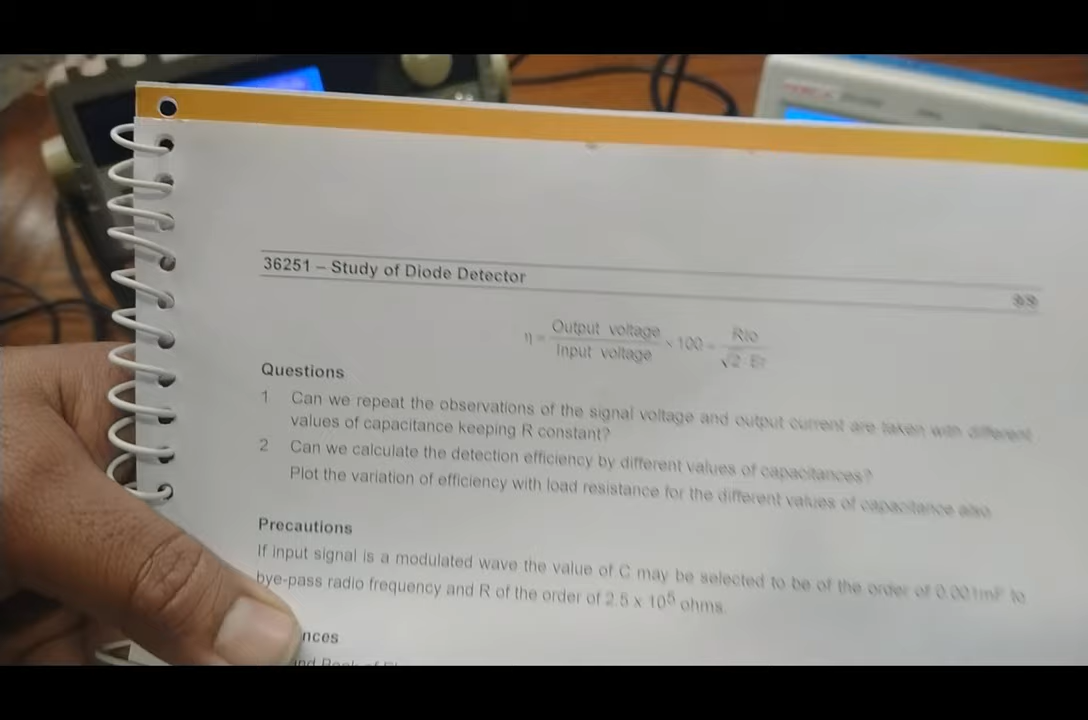 36251 – Study of Diode Detector
η = Output voltage / Input voltage × 100 = RIo / √2 · Ei
Questions
1 Can we repeat the observations of the signal voltage and output current are taken with different
values of capacitance keeping R constant?
2 Can we calculate the detection efficiency by different values of capacitances?
Plot the variation of efficiency with load resistance for the different values of capacitance also
Precautions
If input signal is a modulated wave the value of C may be selected to be of the order of 0.001mF to
bye-pass radio frequency and R of the order of 2.5 x 10⁵ ohms.
nces